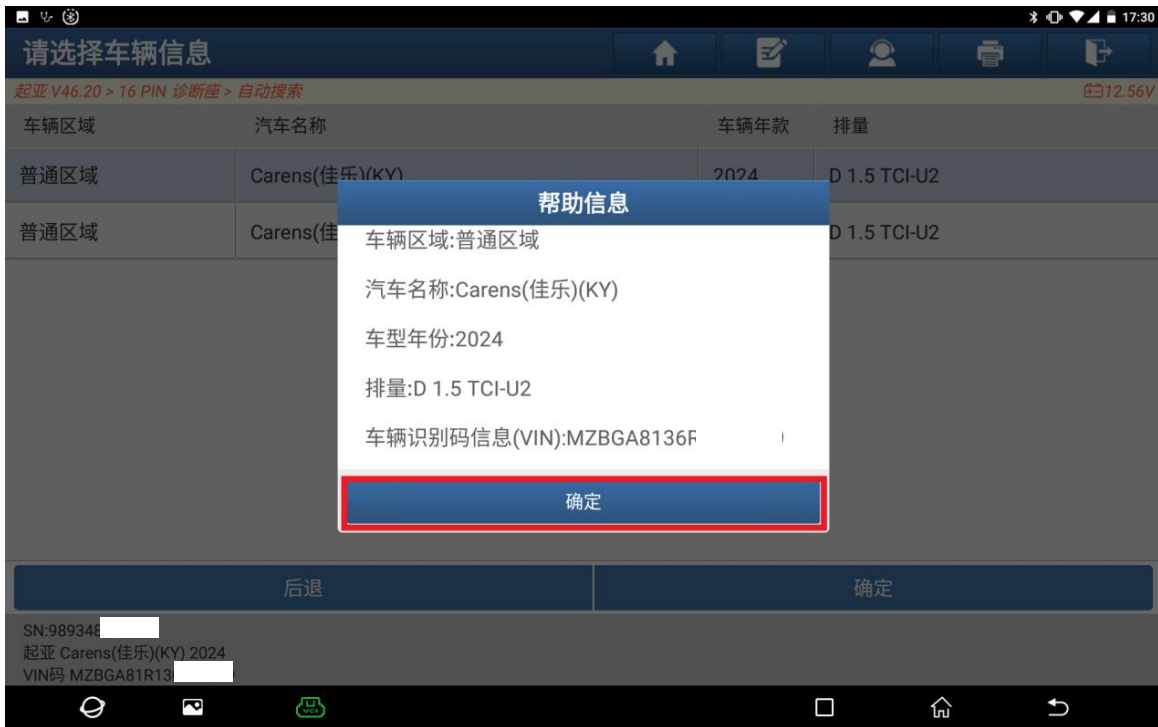 17:30
请选择车辆信息
起亚 V46.20 > 16 PIN 诊断座 > 自动搜索 12.56V
车辆区域 汽车名称 车辆年款 排量
普通区域 Carens(佳乐)(KY) 2024 D 1.5 TCI-U2
普通区域 Carens(佳 D 1.5 TCI-U2
帮助信息
车辆区域:普通区域
汽车名称:Carens(佳乐)(KY)
车型年份:2024
排量:D 1.5 TCI-U2
车辆识别码信息(VIN):MZBGA8136R
确定
后退 确定
SN:989348
起亚 Carens(佳乐)(KY) 2024
VIN码 MZBGA81R13
VCI